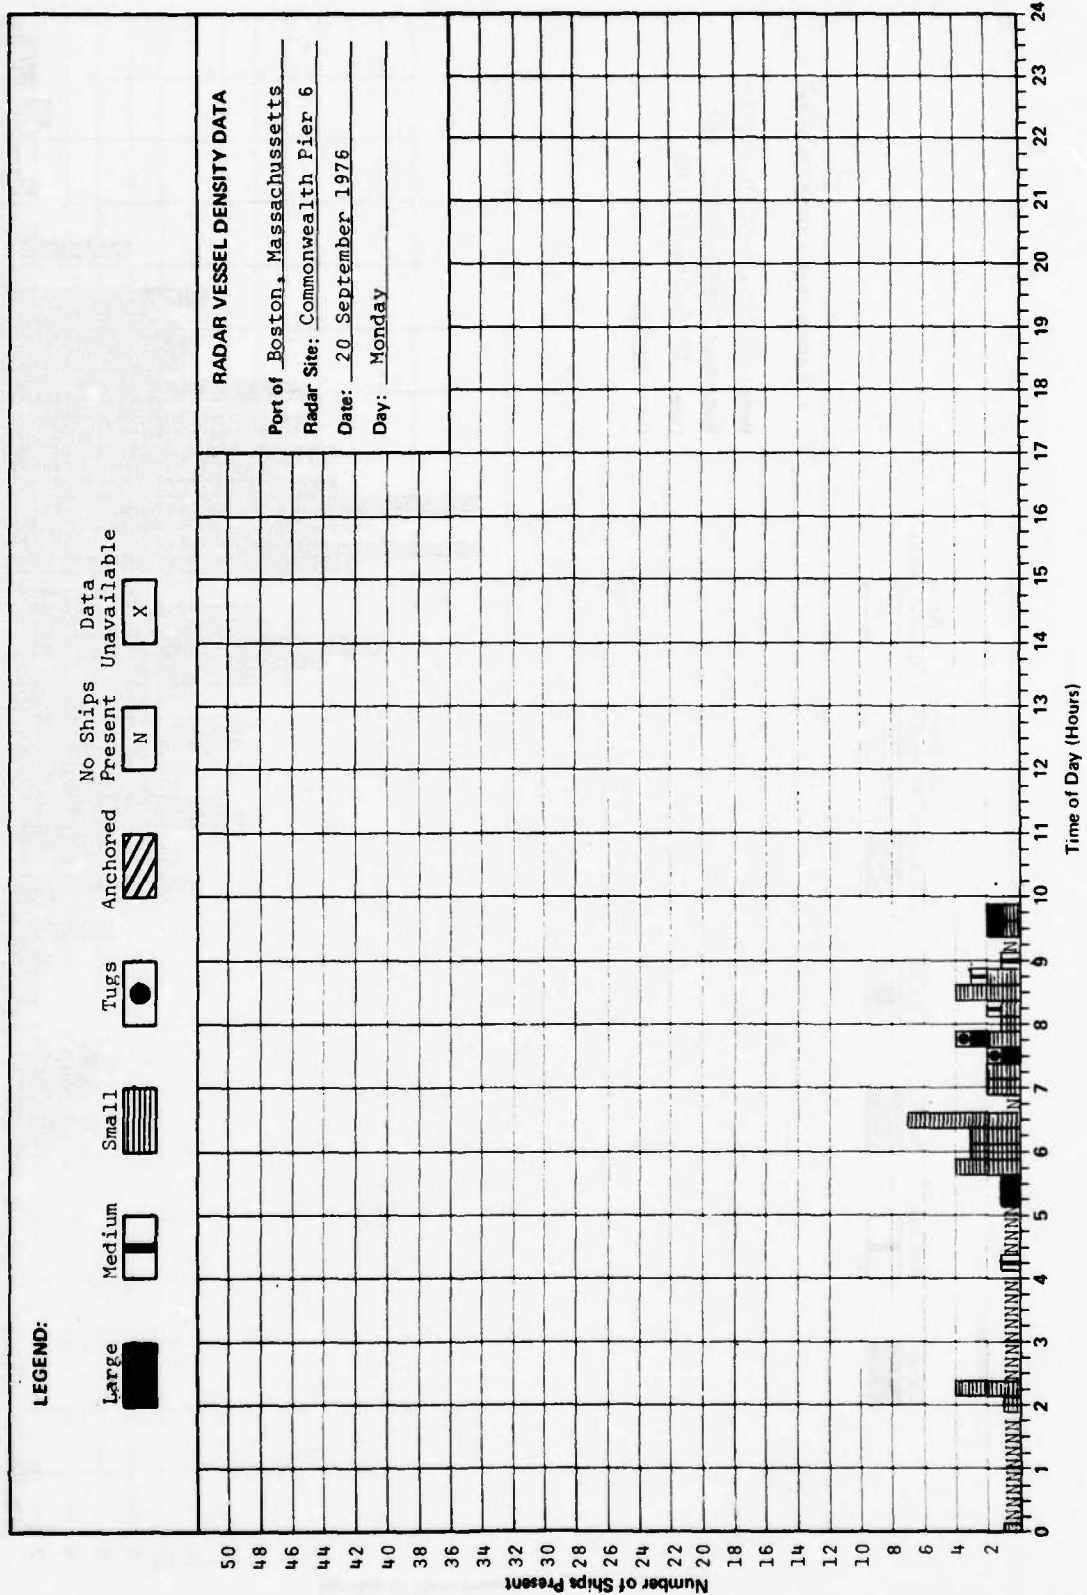 LEGEND:
Large
Medium
Small
Tugs
Anchored
No Ships
Present
N
Data
Unavailable
X
RADAR VESSEL DENSITY DATA
Port of Boston, Massachussetts
Radar Site: Commonwealth Pier 6
Date: 20 September 1976
Day: Monday
Number of Ships Present
50
48
46
44
42
40
38
36
34
32
30
28
26
24
22
20
18
16
14
12
10
8
6
4
2
0 1 2 3 4 5 6 7 8 9 10 11 12 13 14 15 16 17 18 19 20 21 22 23 24
Time of Day (Hours)